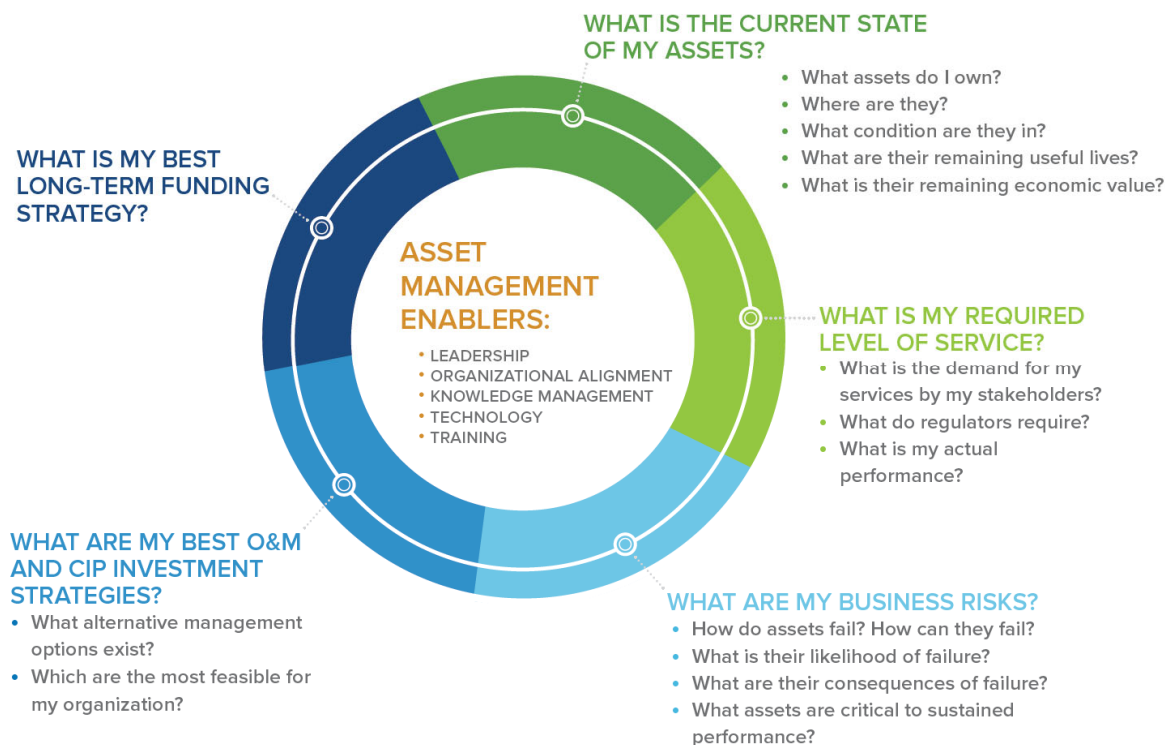 WHAT IS THE CURRENT STATE
OF MY ASSETS?
• What assets do I own?
• Where are they?
• What condition are they in?
• What are their remaining useful lives?
• What is their remaining economic value?
WHAT IS MY BEST
LONG-TERM FUNDING
STRATEGY?
ASSET
MANAGEMENT
ENABLERS:
• LEADERSHIP
• ORGANIZATIONAL ALIGNMENT
• KNOWLEDGE MANAGEMENT
• TECHNOLOGY
• TRAINING
WHAT IS MY REQUIRED
LEVEL OF SERVICE?
• What is the demand for my
services by my stakeholders?
• What do regulators require?
• What is my actual
performance?
WHAT ARE MY BEST O&M
AND CIP INVESTMENT
STRATEGIES?
• What alternative management
options exist?
• Which are the most feasible for
my organization?
WHAT ARE MY BUSINESS RISKS?
• How do assets fail? How can they fail?
• What is their likelihood of failure?
• What are their consequences of failure?
• What assets are critical to sustained
performance?